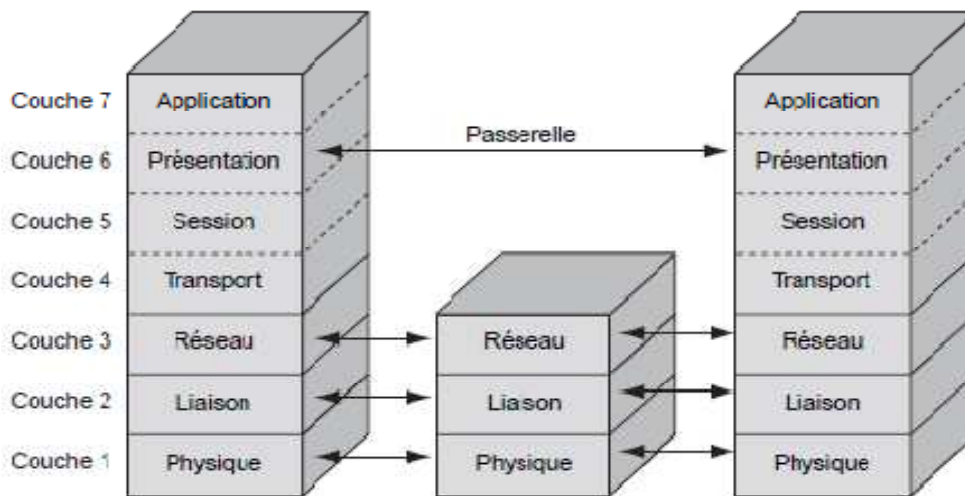 Couche 7 Application Application
Passerelle
Couche 6 Présentation Présentation
Couche 5 Session Session
Couche 4 Transport Transport
Couche 3 Réseau Réseau Réseau
Couche 2 Liaison Liaison Liaison
Couche 1 Physique Physique Physique